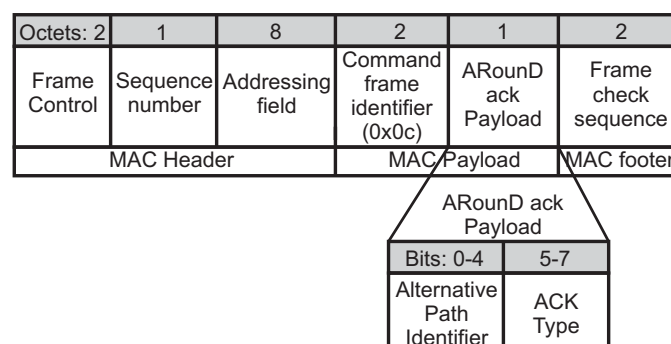 Octets: 2 1 8 2 1 2
Frame Control
Sequence number
Addressing field
Command frame identifier (0x0c)
ARounD ack Payload
Frame check sequence
MAC Header MAC Payload MAC footer
ARounD ack
Payload
Bits: 0-4 5-7
Alternative Path Identifier
ACK Type